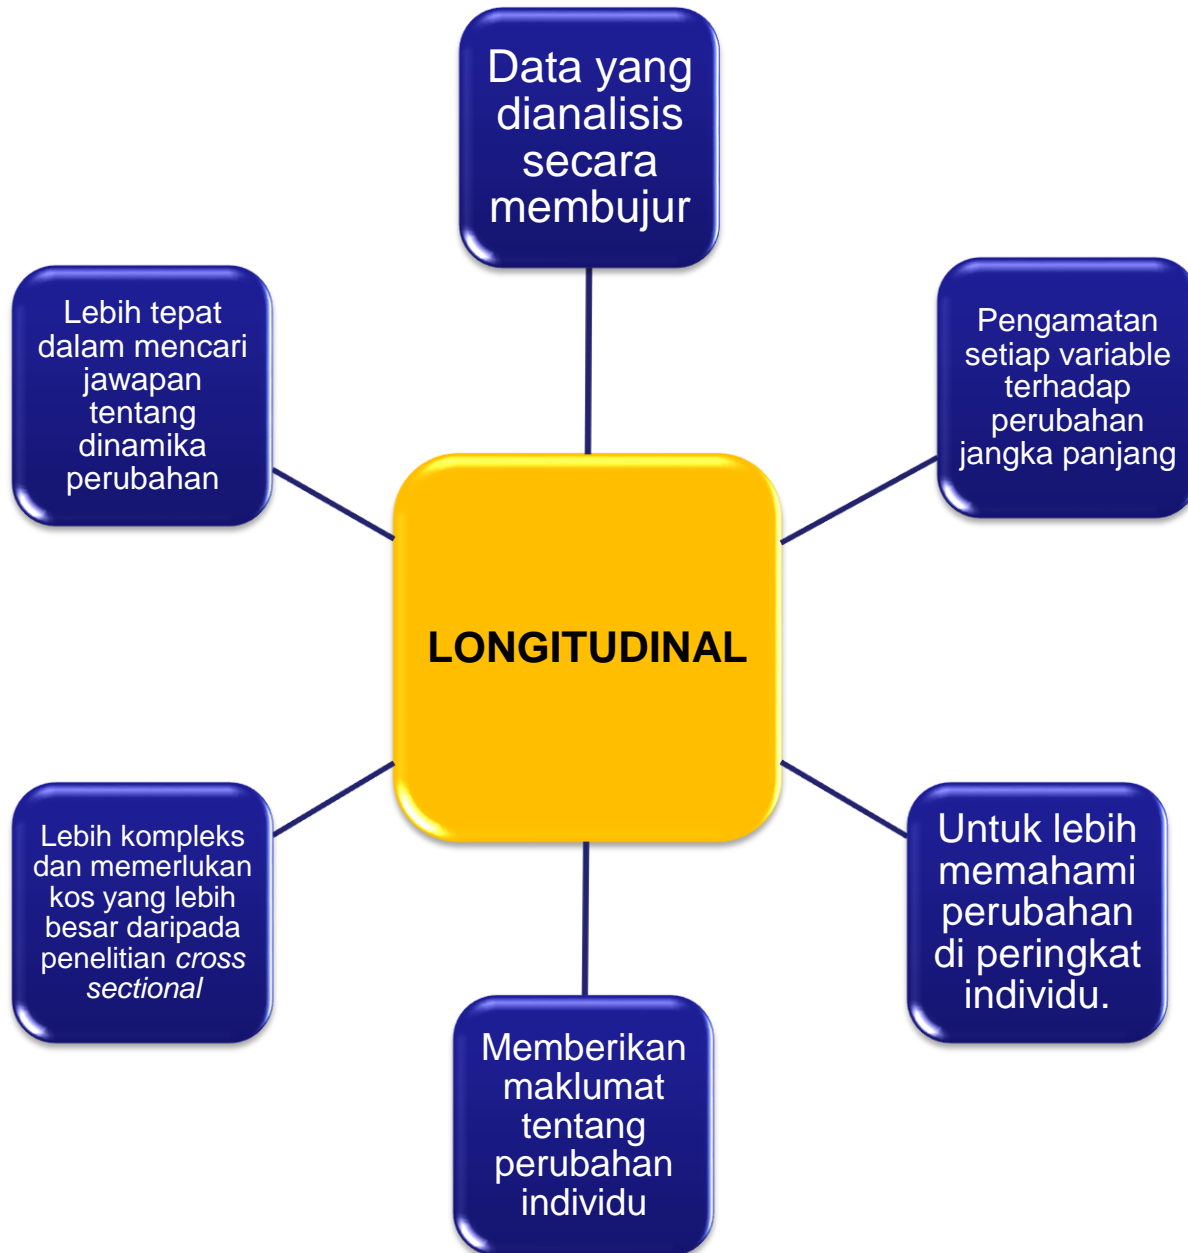 Data yang
dianalisis
secara
membujur
Pengamatan
setiap variable
terhadap
perubahan
jangka panjang
Untuk lebih
memahami
perubahan
di peringkat
individu.
Memberikan
maklumat
tentang
perubahan
individu
Lebih kompleks
dan memerlukan
kos yang lebih
besar daripada
penelitian cross
sectional
Lebih tepat
dalam mencari
jawapan
tentang
dinamika
perubahan
LONGITUDINAL